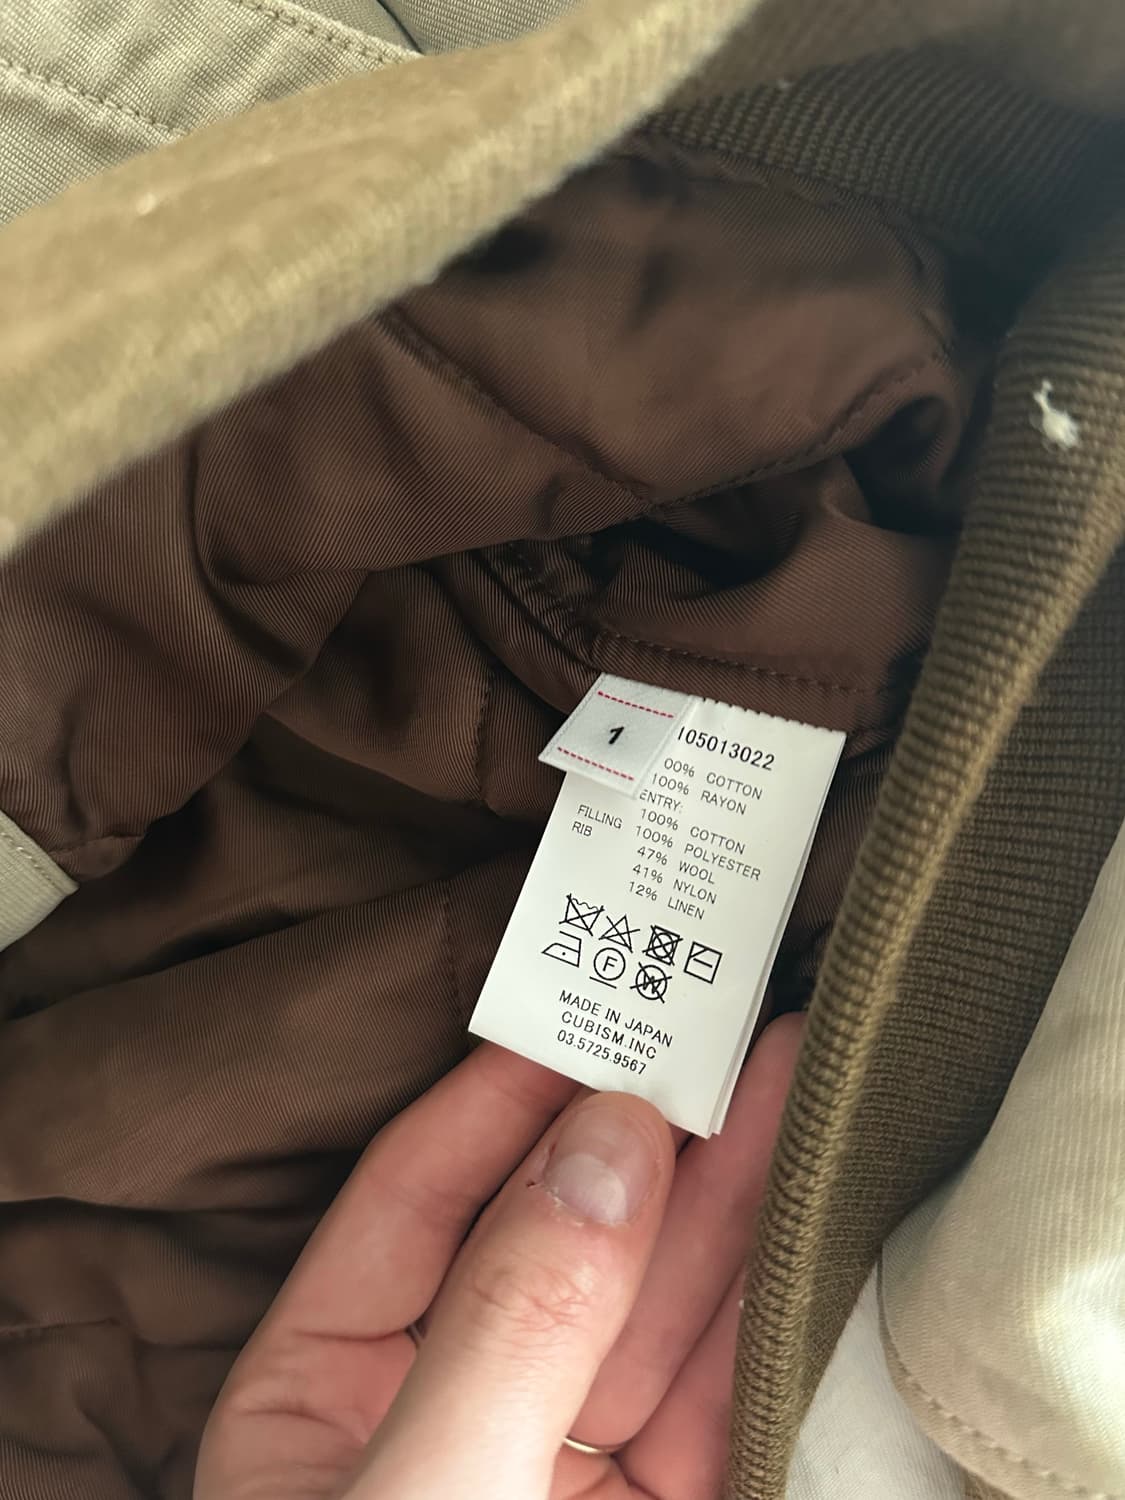 1
105013022
00% COTTON
100% RAYON
ENTRY:
100% COTTON
FILLING 100% POLYESTER
RIB 47% WOOL
41% NYLON
12% LINEN
F
W
MADE IN JAPAN
CUBISM.INC
03.5725.9567